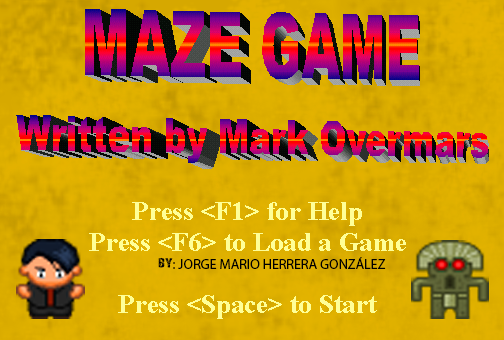 MAZE GAME
Written by Mark Overmars
Press <F1> for Help
Press <F6> to Load a Game
BY: JORGE MARIO HERRERA GONZÁLEZ
Press <Space> to Start